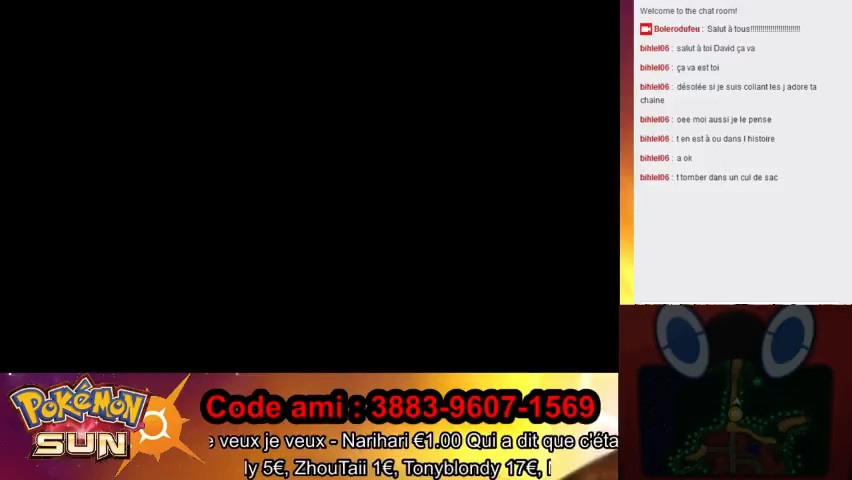 Welcome to the chat room!
Bolerodufeu : Salut à tous!!!!!!!!!!!!!!!!!!!!!!!!!
bihlel06 : salut à toi David ça va
bihlel06 : ça va est toi
bihlel06 : désolée si je suis collant les j adore ta
chaine
bihlel06 : oee moi aussi je le pense
bihlel06 : t en est à ou dans l histoire
bihlel06 : a ok
bihlel06 : t tomber dans un cul de sac
POKÉMON
SUN
Code ami : 3883-9607-1569
e veux je veux - Narihari €1.00 Qui a dit que c'éta
ly 5€, ZhouTaii 1€, Tonyblondy 17€,